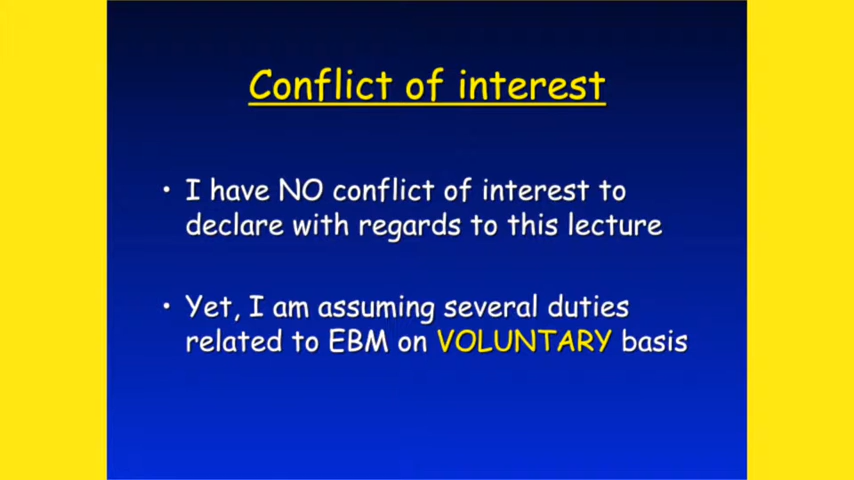 Conflict of interest
• I have NO conflict of interest to
declare with regards to this lecture
• Yet, I am assuming several duties
related to EBM on VOLUNTARY basis